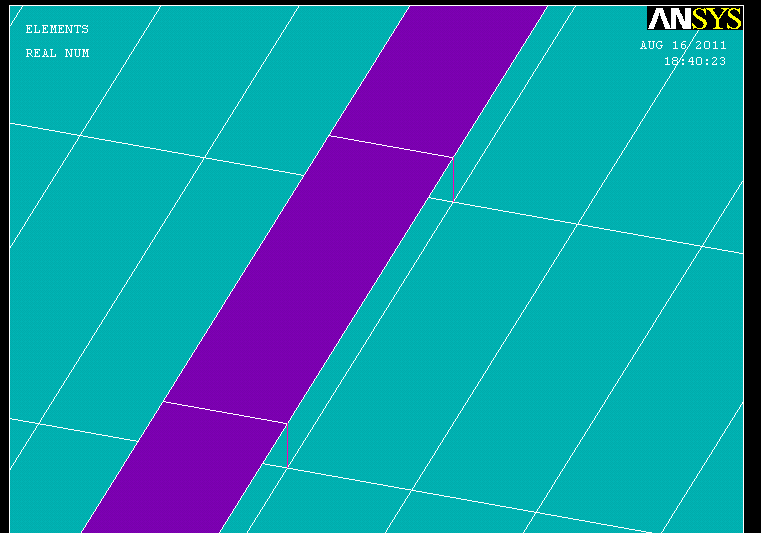 ELEMENTS
REAL NUM
ANSYS
AUG 16 2011
18:40:23